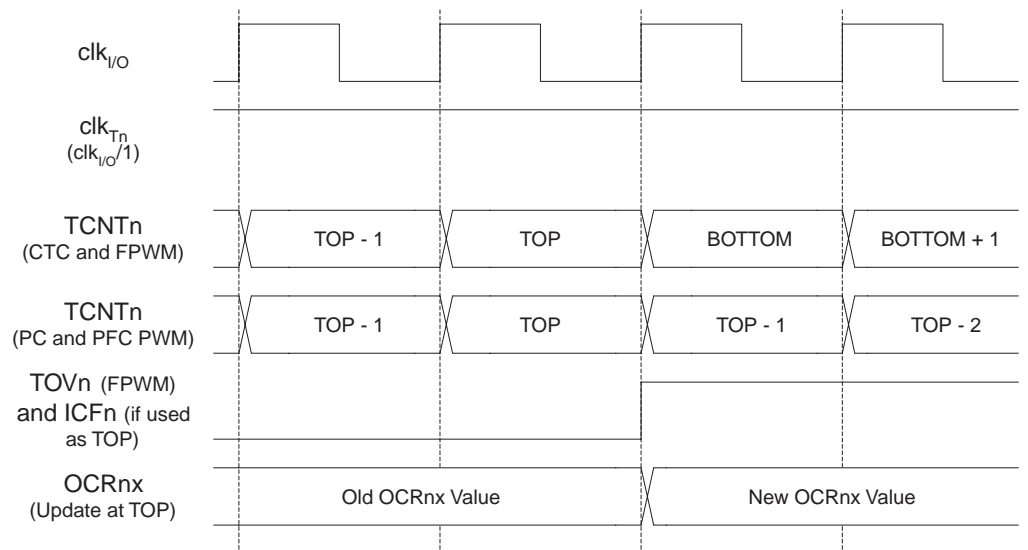 clkI/O
clkTn
(clkI/O/1)
TCNTn
(CTC and FPWM)
TOP - 1 TOP BOTTOM BOTTOM + 1
TCNTn
(PC and PFC PWM)
TOP - 1 TOP TOP - 1 TOP - 2
TOVn (FPWM)
and ICFn (if used
as TOP)
OCRnx
(Update at TOP)
Old OCRnx Value New OCRnx Value